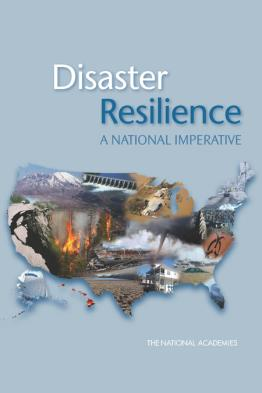 Disaster
Resilience
A NATIONAL IMPERATIVE
THE NATIONAL ACADEMIES